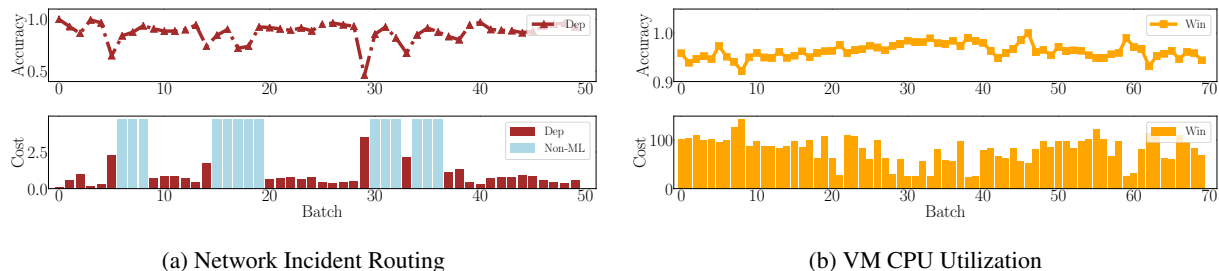 Accuracy
1.0
0.5
Dep
0 10 20 30 40 50
Cost
2.5
0.0
Dep
Non-ML
0 10 20 30 40 50
Batch
(a) Network Incident Routing
Accuracy
1.0
0.9
Win
0 10 20 30 40 50 60 70
Cost
100
0
Win
0 10 20 30 40 50 60 70
Batch
(b) VM CPU Utilization